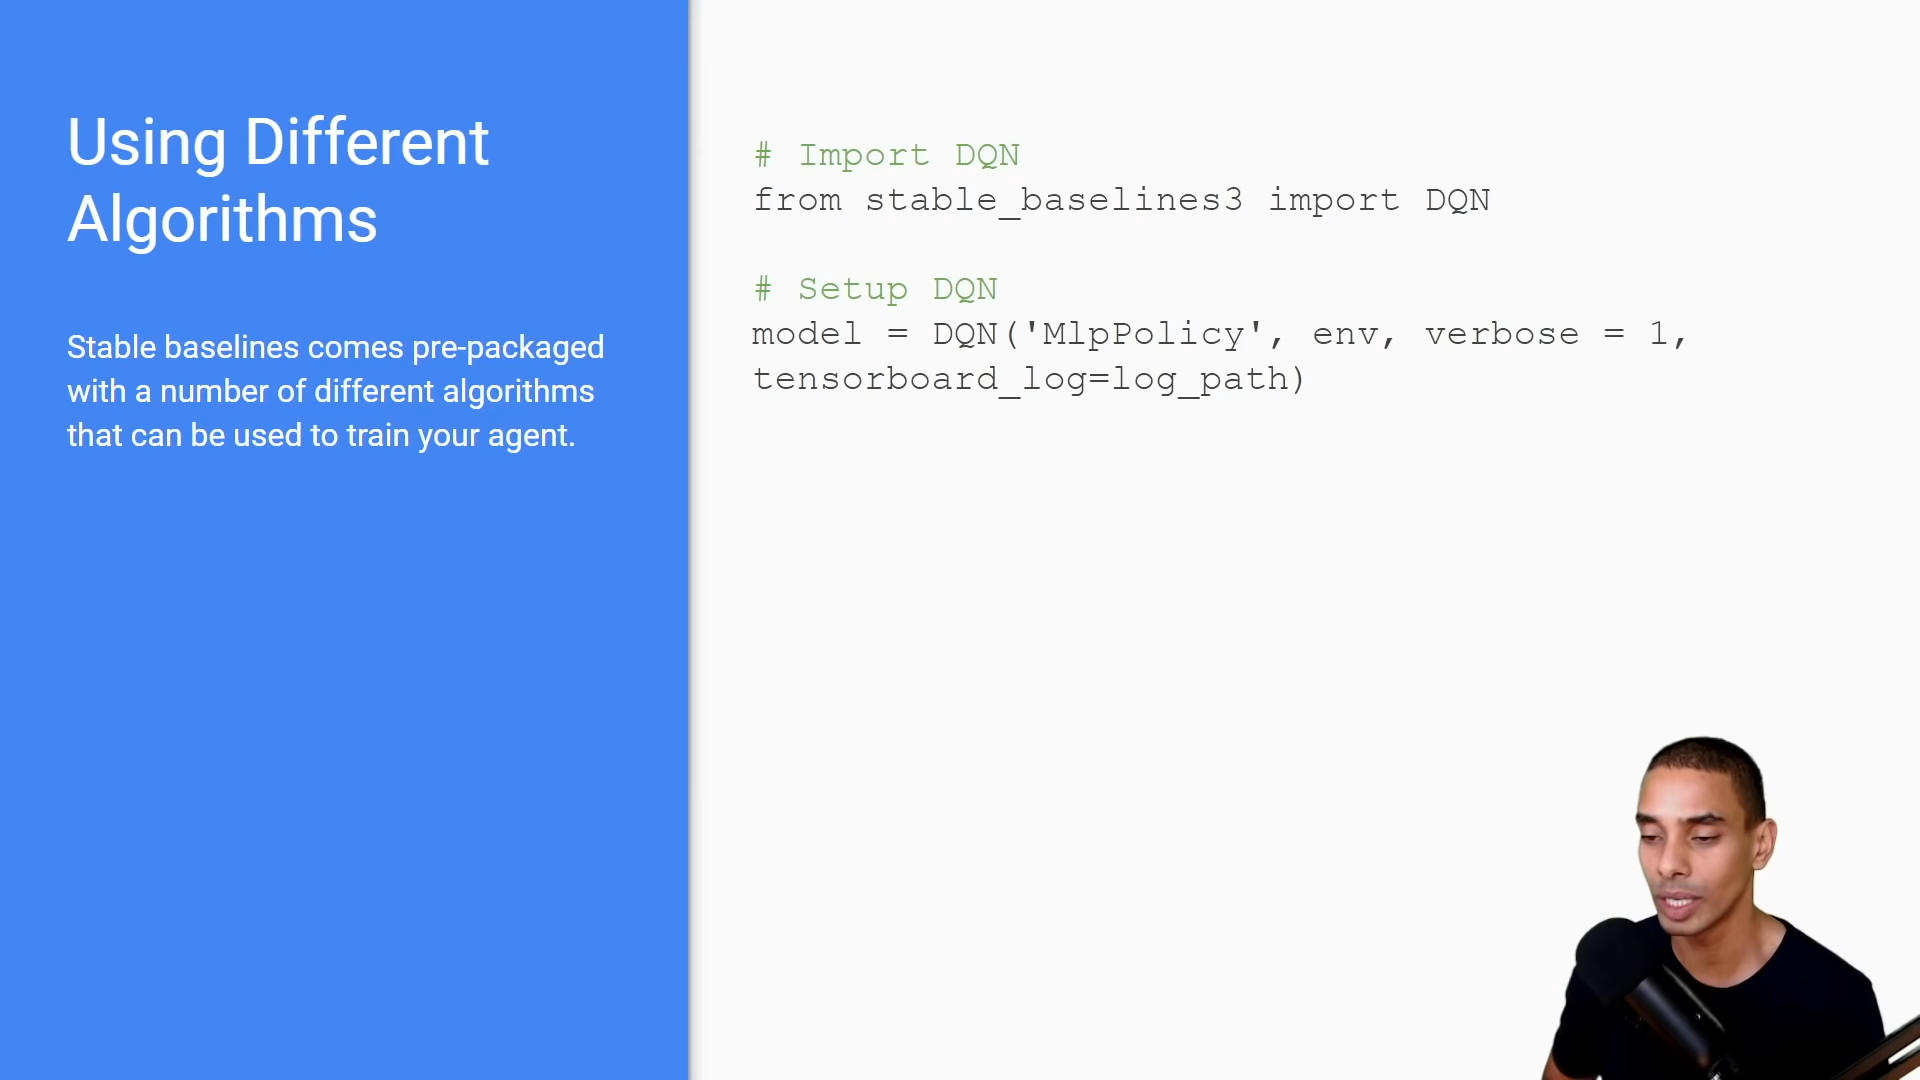 Using Different
Algorithms
Stable baselines comes pre-packaged
with a number of different algorithms
that can be used to train your agent.
# Import DQN
from stable_baselines3 import DQN
# Setup DQN
model = DQN('MlpPolicy', env, verbose = 1,
tensorboard_log=log_path)